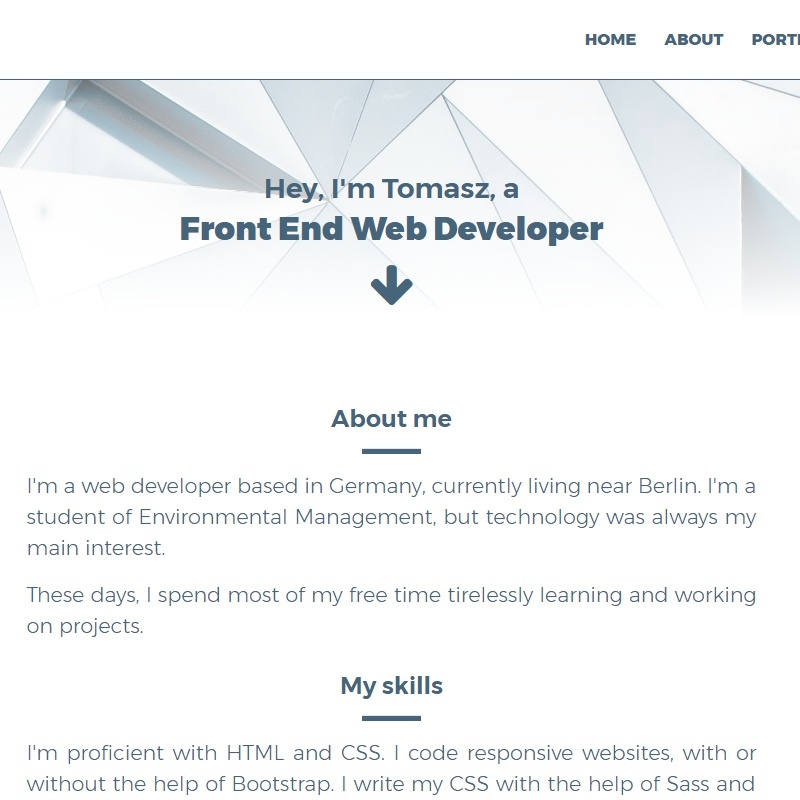 HOME ABOUT
Hey, I'm Tomasz, a
Front End Web Developer
About me
I'm a web developer based in Germany, currently living near Berlin. I'm a
student of Environmental Management, but technology was always my
main interest.
These days, I spend most of my free time tirelessly learning and working
on projects.
My skills
I'm proficient with HTML and CSS. I code responsive websites, with or
without the help of Bootstrap. I write my CSS with the help of Sass and